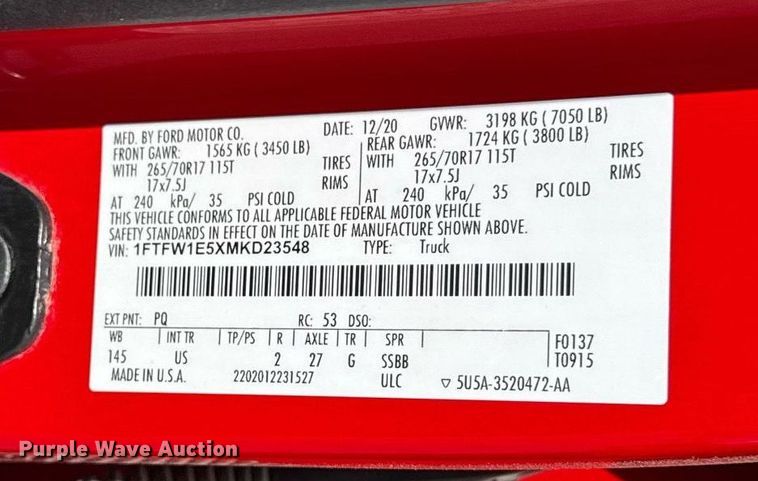 MFD. BY FORD MOTOR CO. DATE: 12/20 GVWR: 3198 KG ( 7050 LB)
FRONT GAWR: 1565 KG ( 3450 LB) REAR GAWR: 1724 KG ( 3800 LB)
WITH 265/70R17 115T TIRES WITH 265/70R17 115T TIRES
17x7.5J RIMS 17x7.5J RIMS
AT 240 kPa/ 35 PSI COLD AT 240 kPa/ 35 PSI COLD
THIS VEHICLE CONFORMS TO ALL APPLICABLE FEDERAL MOTOR VEHICLE
SAFETY STANDARDS IN EFFECT ON THE DATE OF MANUFACTURE SHOWN ABOVE.
VIN: 1FTFW1E5XMKD23548 TYPE: Truck
EXT PNT: PQ RC: 53 DSO:
WB INT TR TP/PS R AXLE TR SPR F0137
145 US 2 27 G SSBB T0915
MADE IN U.S.A. 2202012231527 ULC ▽ 5U5A-3520472-AA
Purple Wave Auction